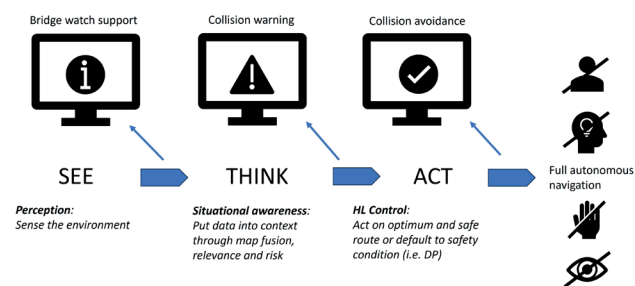 Bridge watch support
Collision warning
Collision avoidance
SEE
THINK
ACT
Full autonomous
navigation
Perception:
Sense the environment
Situational awareness:
Put data into context
through map fusion,
relevance and risk
HL Control:
Act on optimum and safe
route or default to safety
condition (i.e. DP)